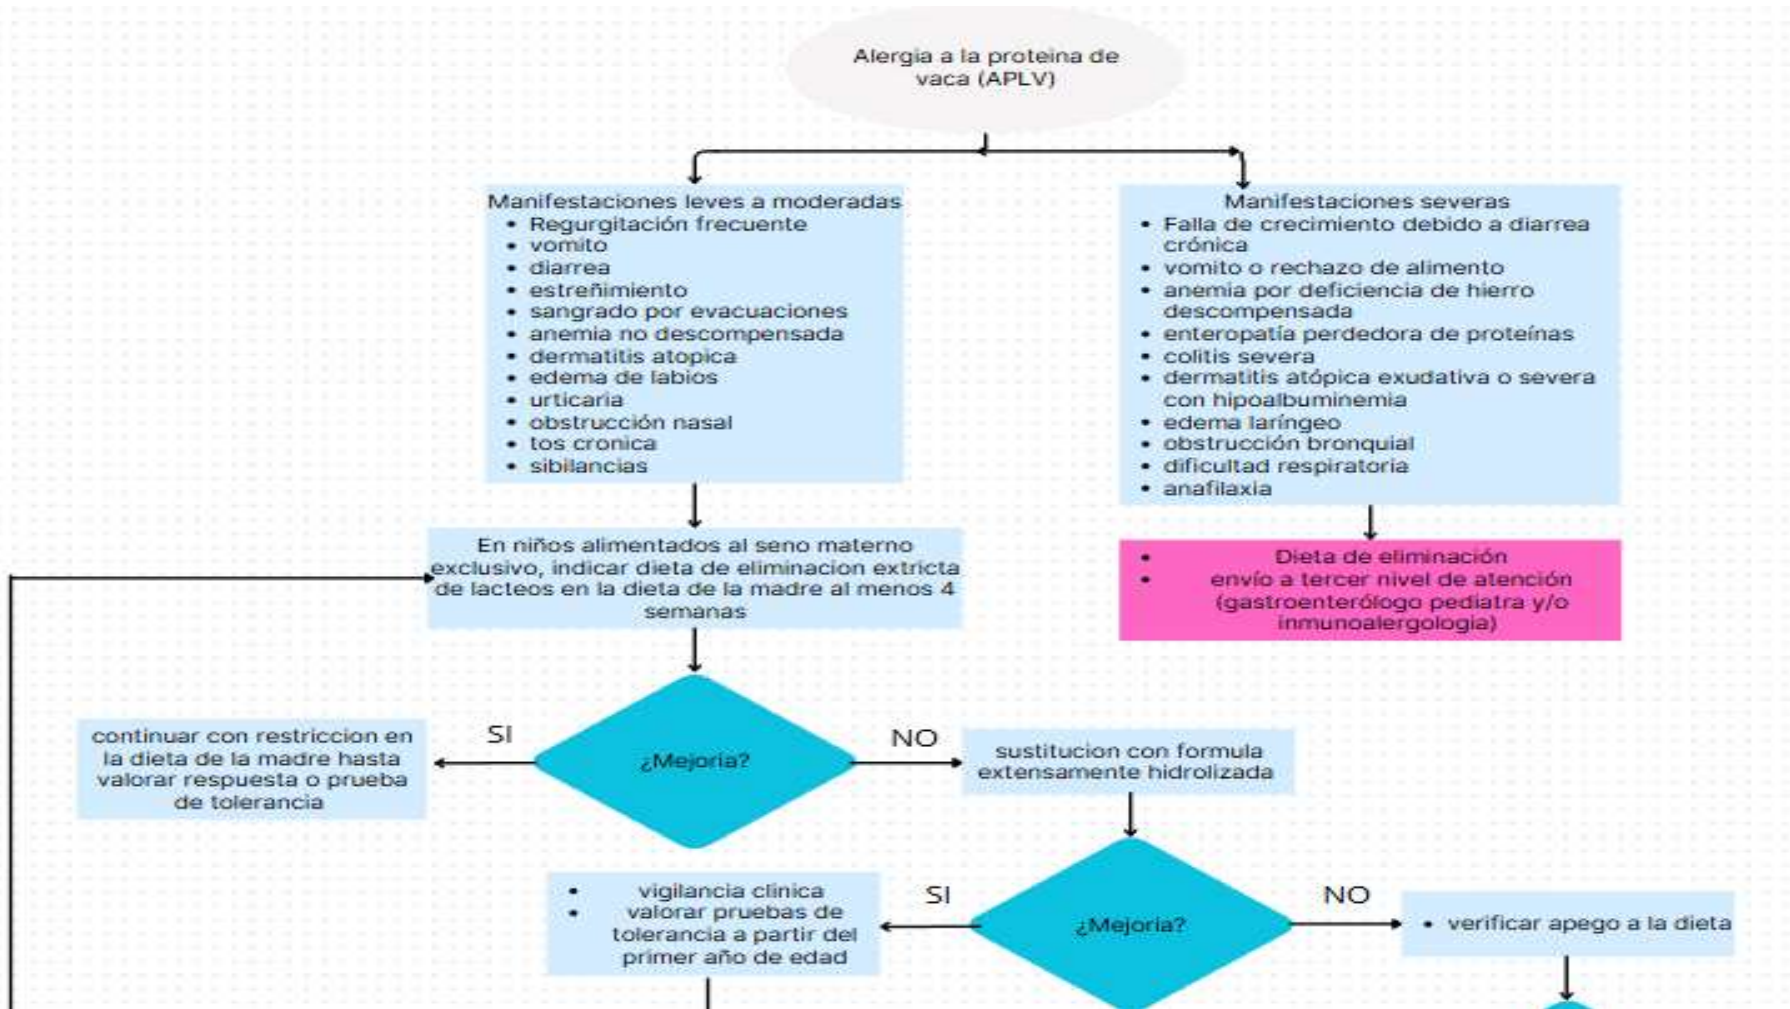 Alergia a la proteina de
vaca (APLV)
Manifestaciones leves a moderadas
• Regurgitación frecuente
• vomito
• diarrea
• estreñimiento
• sangrado por evacuaciones
• anemia no descompensada
• dermatitis atopica
• edema de labios
• urticaria
• obstrucción nasal
• tos cronica
• sibilancias
Manifestaciones severas
• Falla de crecimiento debido a diarrea
crónica
• vomito o rechazo de alimento
• anemia por deficiencia de hierro
descompensada
• enteropatía perdedora de proteínas
• colitis severa
• dermatitis atópica exudativa o severa
con hipoalbuminemia
• edema laríngeo
• obstrucción bronquial
• dificultad respiratoria
• anafilaxia
En niños alimentados al seno materno
exclusivo, indicar dieta de eliminacion extricta
de lacteos en la dieta de la madre al menos 4
semanas
• Dieta de eliminación
• envío a tercer nivel de atención
(gastroenterólogo pediatra y/o
inmunoalergologia)
¿Mejoria?
SI
continuar con restriccion en
la dieta de la madre hasta
valorar respuesta o prueba
de tolerancia
NO
sustitucion con formula
extensamente hidrolizada
¿Mejoria?
SI
• vigilancia clinica
• valorar pruebas de
tolerancia a partir del
primer año de edad
NO
• verificar apego a la dieta